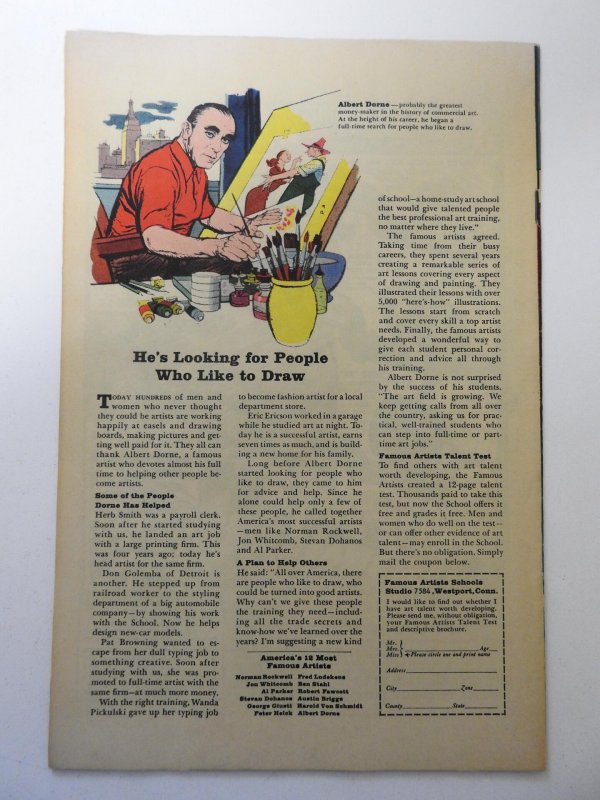 Albert Dorne—probably the greatest
money-maker in the history of commercial art.
At the height of his career, he began a
full-time search for people who like to draw.
He's Looking for People
Who Like to Draw
TODAY HUNDREDS of men and
women who never thought
they could be artists are working
happily at easels and drawing
boards, making pictures and get-
ting well paid for it. They all can
thank Albert Dorne, a famous
artist who devotes almost his full
time to helping other people be-
come artists.
Some of the People
Dorne Has Helped
Herb Smith was a payroll clerk.
Soon after he started studying
with us, he landed an art job
with a large printing firm. This
was four years ago; today he's
head artist for the same firm.
Don Golemba of Detroit is
another. He stepped up from
railroad worker to the styling
department of a big automobile
company—by showing his work
with the School. Now he helps
design new-car models.
Pat Browning wanted to es-
cape from her dull typing job to
something creative. Soon after
studying with us, she was pro-
moted to full-time artist with the
same firm—at much more money.
With the right training, Wanda
Pickulski gave up her typing job
to become fashion artist for a local
department store.
Eric Ericson worked in a garage
while he studied art at night. To-
day he is a successful artist, earns
seven times as much, and is build-
ing a new home for his family.
Long before Albert Dorne
started looking for people who
like to draw, they came to him
for advice and help. Since he
alone could help only a few of
these people, he called together
America's most successful artists
—men like Norman Rockwell,
Jon Whitcomb, Stevan Dohanos
and Al Parker.
A Plan to Help Others
He said: "All over America, there
are people who like to draw, who
could be turned into good artists.
Why can't we give these people
the training they need—includ-
ing all the trade secrets and
know-how we've learned over the
years? I'm suggesting a new kind
America's 12 Most
Famous Artists
Norman Rockwell Fred Ludekens
Jon Whitcomb Ben Stahl
Al Parker Robert Fawcett
Stevan Dohanos Austin Briggs
George Giusti Harold Von Schmidt
Peter Helck Albert Dorne
of school—a home-study art school
that would give talented people
the best professional art training,
no matter where they live."
The famous artists agreed.
Taking time from their busy
careers, they spent several years
creating a remarkable series of
art lessons covering every aspect
of drawing and painting. They
illustrated their lessons with over
5,000 "here's-how" illustrations.
The lessons start from scratch
and cover every skill a top artist
needs. Finally, the famous artists
developed a wonderful way to
give each student personal cor-
rection and advice all through
his training.
Albert Dorne is not surprised
by the success of his students.
"The art field is growing. We
keep getting calls from all over
the country, asking us for prac-
tical, well-trained students who
can step into full-time or part-
time art jobs."
Famous Artists Talent Test
To find others with art talent
worth developing, the Famous
Artists created a 12-page talent
test. Thousands paid to take this
test, but now the School offers it
free and grades it free. Men and
women who do well on the test—
or can offer other evidence of art
talent—may enroll in the School.
But there's no obligation. Simply
mail the coupon below.
Famous Artists Schools
Studio 7584, Westport, Conn.
I would like to find out whether I
have art talent worth developing.
Please send me, without obligation,
your Famous Artists Talent Test
and descriptive brochure.
Mr.
Mrs. Age
Miss Please circle one and print name
Address
City Zone
County State